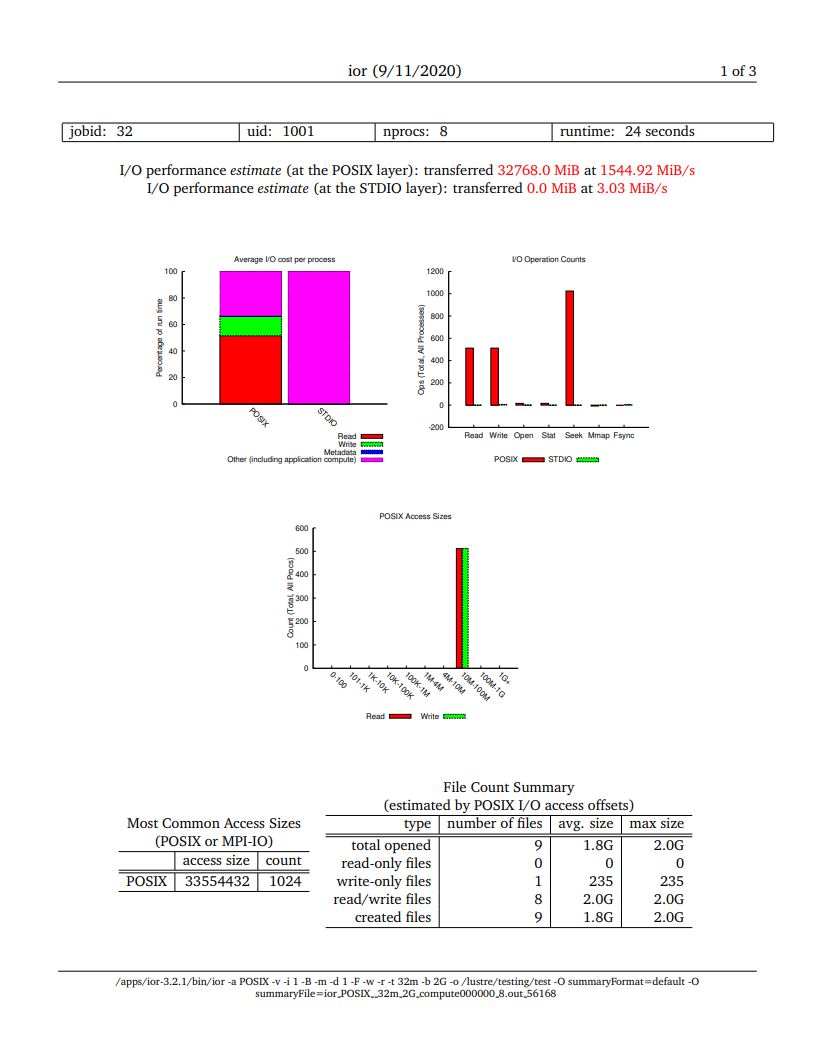 ior (9/11/2020)
1 of 3
jobid: 32 uid: 1001 nprocs: 8 runtime: 24 seconds
I/O performance estimate (at the POSIX layer): transferred 32768.0 MiB at 1544.92 MiB/s
I/O performance estimate (at the STDIO layer): transferred 0.0 MiB at 3.03 MiB/s
Average I/O cost per process
Percentage of run time
100
80
60
40
20
0
POSIX
STDIO
Read
Write
Metadata
Other (including application compute)
I/O Operation Counts
Ops (Total, All Processes)
1200
1000
800
600
400
200
0
-200
Read Write Open Stat Seek Mmap Fsync
POSIX STDIO
POSIX Access Sizes
Count (Total, All Procs)
600
500
400
300
200
100
0
0-100
101-1K
1K-10K
10K-100K
100K-1M
1M-4M
4M-10M
10M-100M
100M-1G
1G+
Read Write
Most Common Access Sizes
(POSIX or MPI-IO)
access size count
POSIX 33554432 1024
File Count Summary
(estimated by POSIX I/O access offsets)
type number of files avg. size max size
total opened 9 1.8G 2.0G
read-only files 0 0 0
write-only files 1 235 235
read/write files 8 2.0G 2.0G
created files 9 1.8G 2.0G
/apps/ior-3.2.1/bin/ior -a POSIX -v -i 1 -B -m -d 1 -F -w -r -t 32m -b 2G -o /lustre/testing/test -O summaryFormat=default -O
summaryFile=ior_POSIX__32m_2G_compute000000_8.out_56168